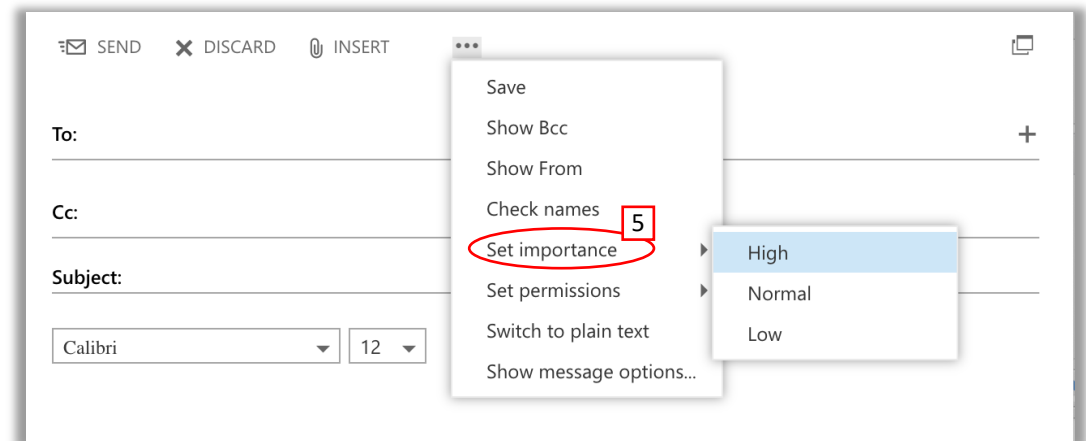 SEND DISCARD INSERT •••
Save
Show Bcc
To:
Show From
Check names
Cc:
5
Set importance
High
Subject:
Set permissions
Normal
Switch to plain text
Low
Calibri 12
Show message options...